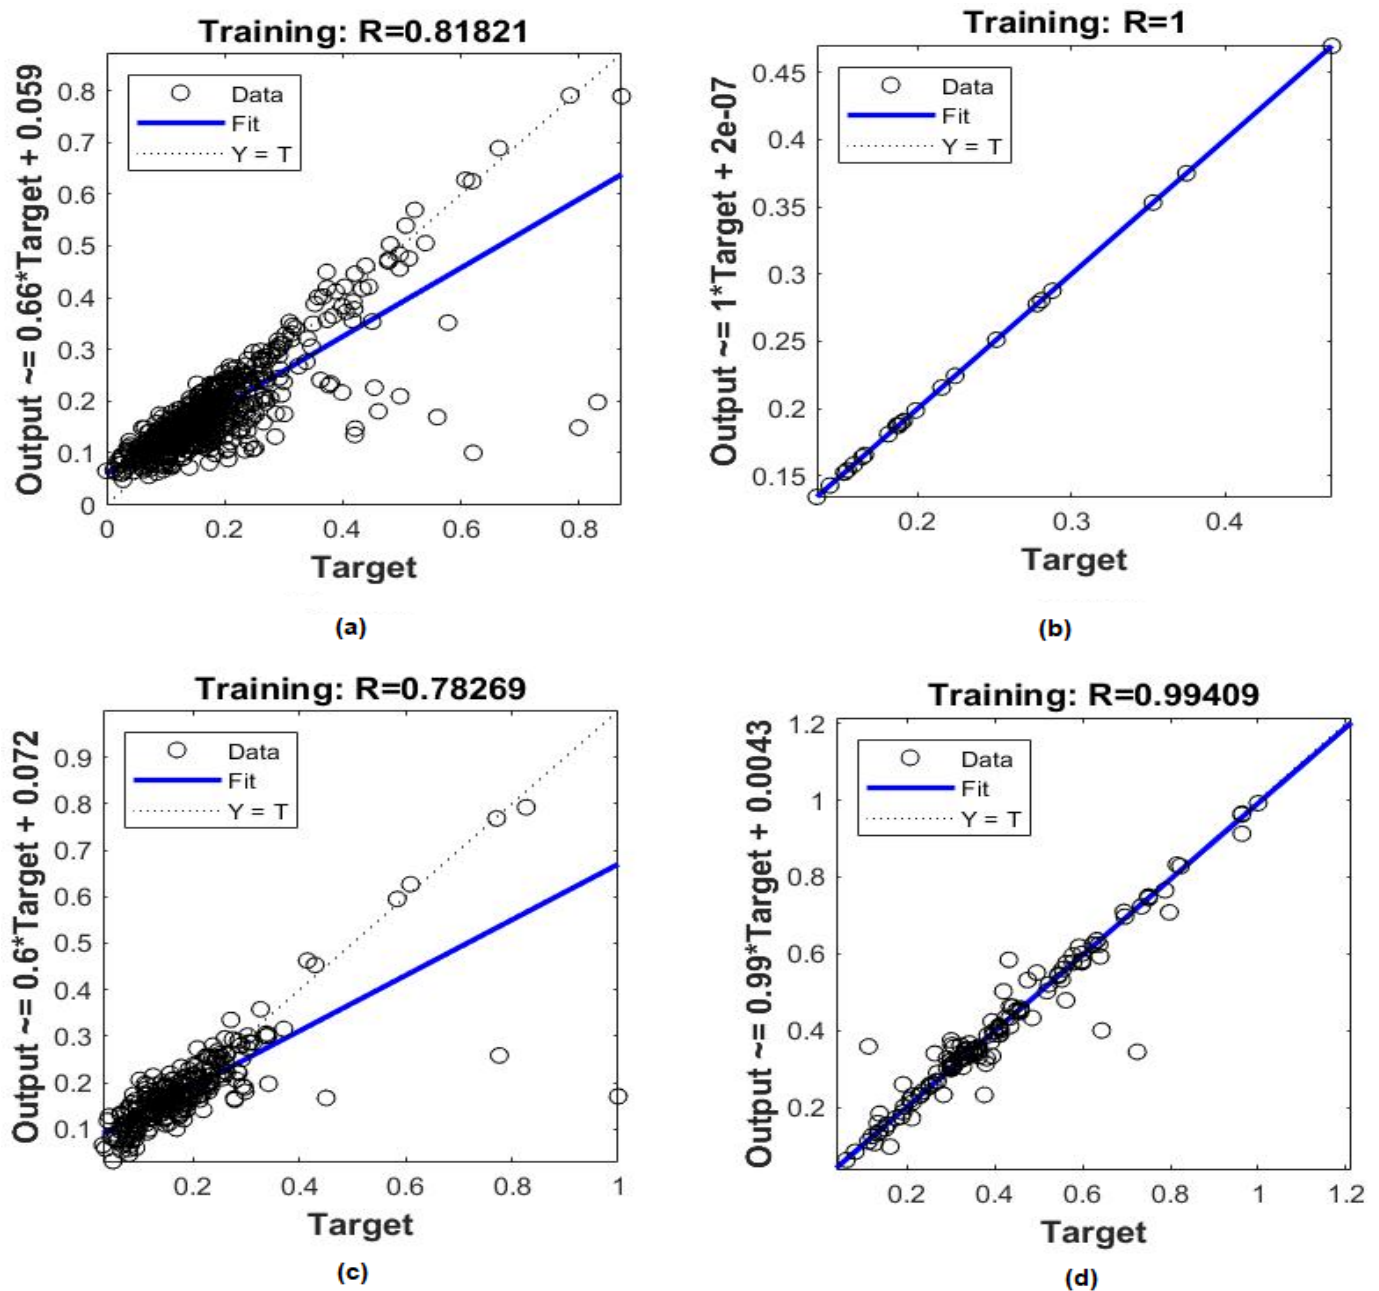 Training: R=0.81821
Output ~= 0.66*Target + 0.059
Data
Fit
Y = T
0.8
0.7
0.6
0.5
0.4
0.3
0.2
0.1
0
0 0.2 0.4 0.6 0.8
Target
(a)
Training: R=1
Output ~= 1*Target + 2e-07
Data
Fit
Y = T
0.45
0.4
0.35
0.3
0.25
0.2
0.15
0.2 0.3 0.4
Target
(b)
Training: R=0.78269
Output ~= 0.6*Target + 0.072
Data
Fit
Y = T
0.9
0.8
0.7
0.6
0.5
0.4
0.3
0.2
0.1
0.2 0.4 0.6 0.8 1
Target
(c)
Training: R=0.99409
Output ~= 0.99*Target + 0.0043
Data
Fit
Y = T
1.2
1
0.8
0.6
0.4
0.2
0.2 0.4 0.6 0.8 1 1.2
Target
(d)